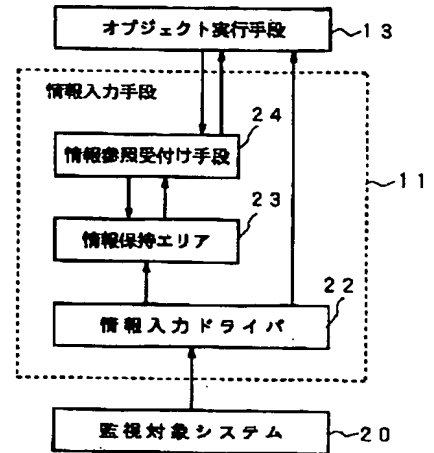 オブジェクト実行手段
13
情報入力手段
24
情報参照受付け手段
11
23
情報保持エリア
22
情報入力ドライバ
監視対象システム
20